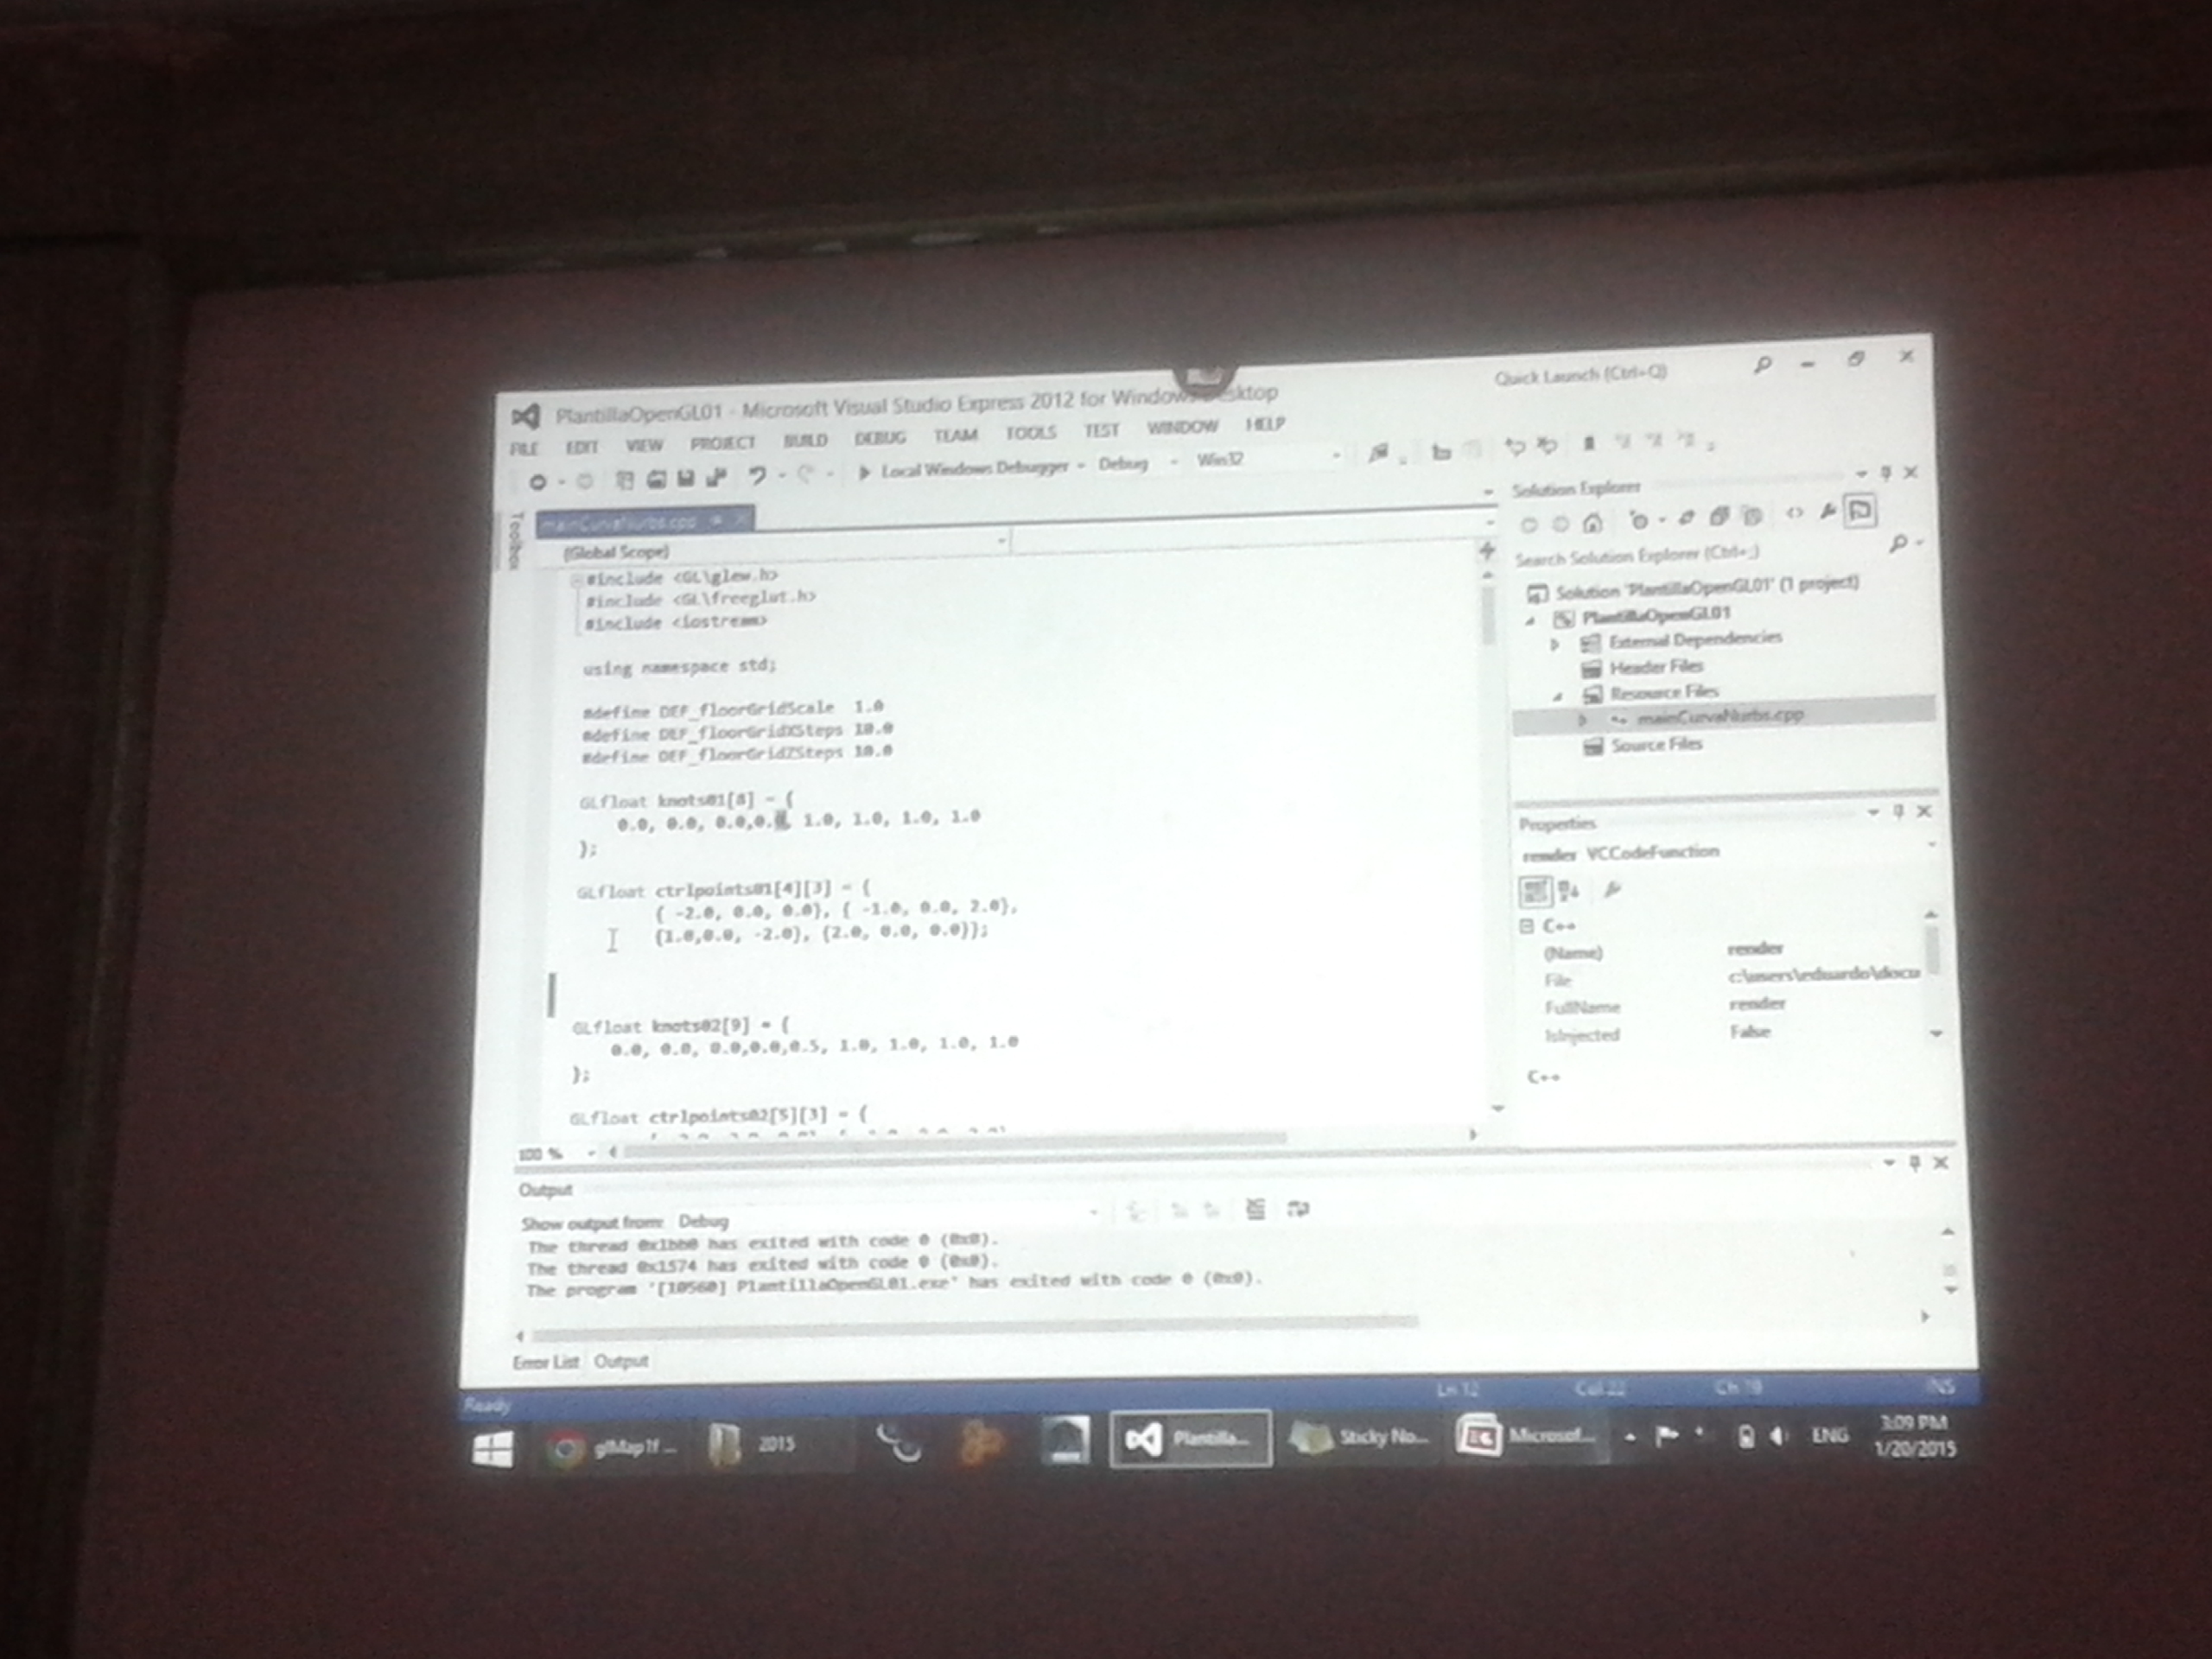 PlantillaOpenGL01 - Microsoft Visual Studio Express 2012 for Windows Desktop
Quick Launch (Ctrl+Q)
FILE EDIT VIEW PROJECT BUILD DEBUG TEAM TOOLS TEST WINDOW HELP
Local Windows Debugger Debug Win32
Toolbox
mainCurvaNurbs.cpp
(Global Scope)
#include <GL\glew.h>
#include <GL\freeglut.h>
#include <iostream>
using namespace std;
#define DEF_floorGridScale 1.0
#define DEF_floorGridXSteps 10.0
#define DEF_floorGridZSteps 10.0
GLfloat knots01[8] = {
0.0, 0.0, 0.0,0.0, 1.0, 1.0, 1.0, 1.0
};
GLfloat ctrlpoints01[4][3] = {
{ -2.0, 0.0, 0.0}, { -1.0, 0.0, 2.0},
{1.0,0.0, -2.0}, {2.0, 0.0, 0.0}};
GLfloat knots02[9] = {
0.0, 0.0, 0.0,0.0,0.5, 1.0, 1.0, 1.0, 1.0
};
GLfloat ctrlpoints02[5][3] = {
100 %
Solution Explorer
Search Solution Explorer (Ctrl+;)
Solution 'PlantillaOpenGL01' (1 project)
PlantillaOpenGL01
External Dependencies
Header Files
Resource Files
mainCurvaNurbs.cpp
Source Files
Properties
render VCCodeFunction
C++
(Name) render
File c:\users\eduardo\docu
FullName render
IsInjected False
C++
Output
Show output from: Debug
The thread 0x1bb0 has exited with code 0 (0x0).
The thread 0x1574 has exited with code 0 (0x0).
The program '[10560] PlantillaOpenGL01.exe' has exited with code 0 (0x0).
Error List Output
Ready Ln 12 Col 22 INS
glMap1f ... 2015 Plantilla... Sticky No... Microsof... ENG 3:09 PM
1/20/2015